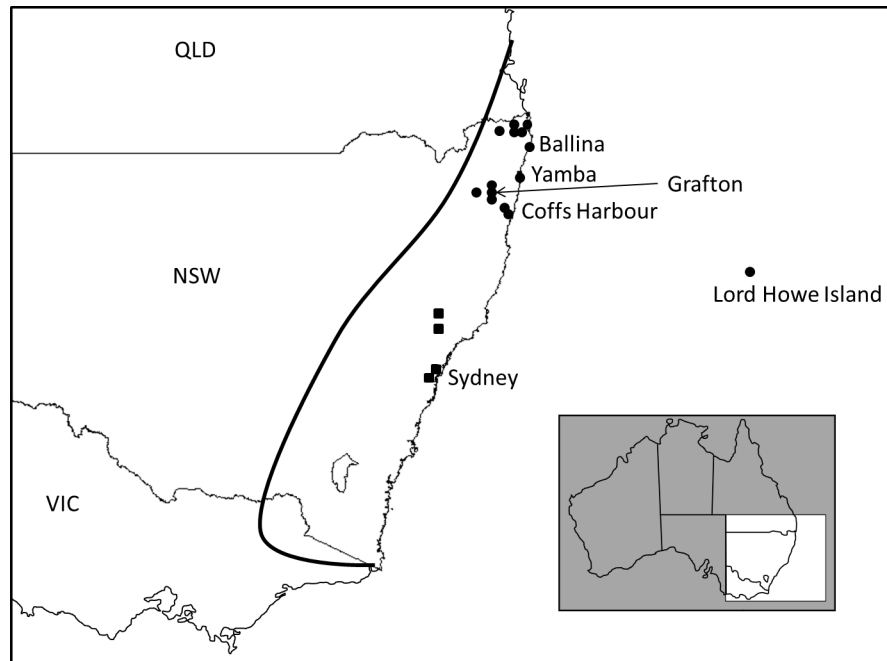 QLD
Ballina
Yamba
Grafton
Coffs Harbour
NSW
Lord Howe Island
Sydney
VIC